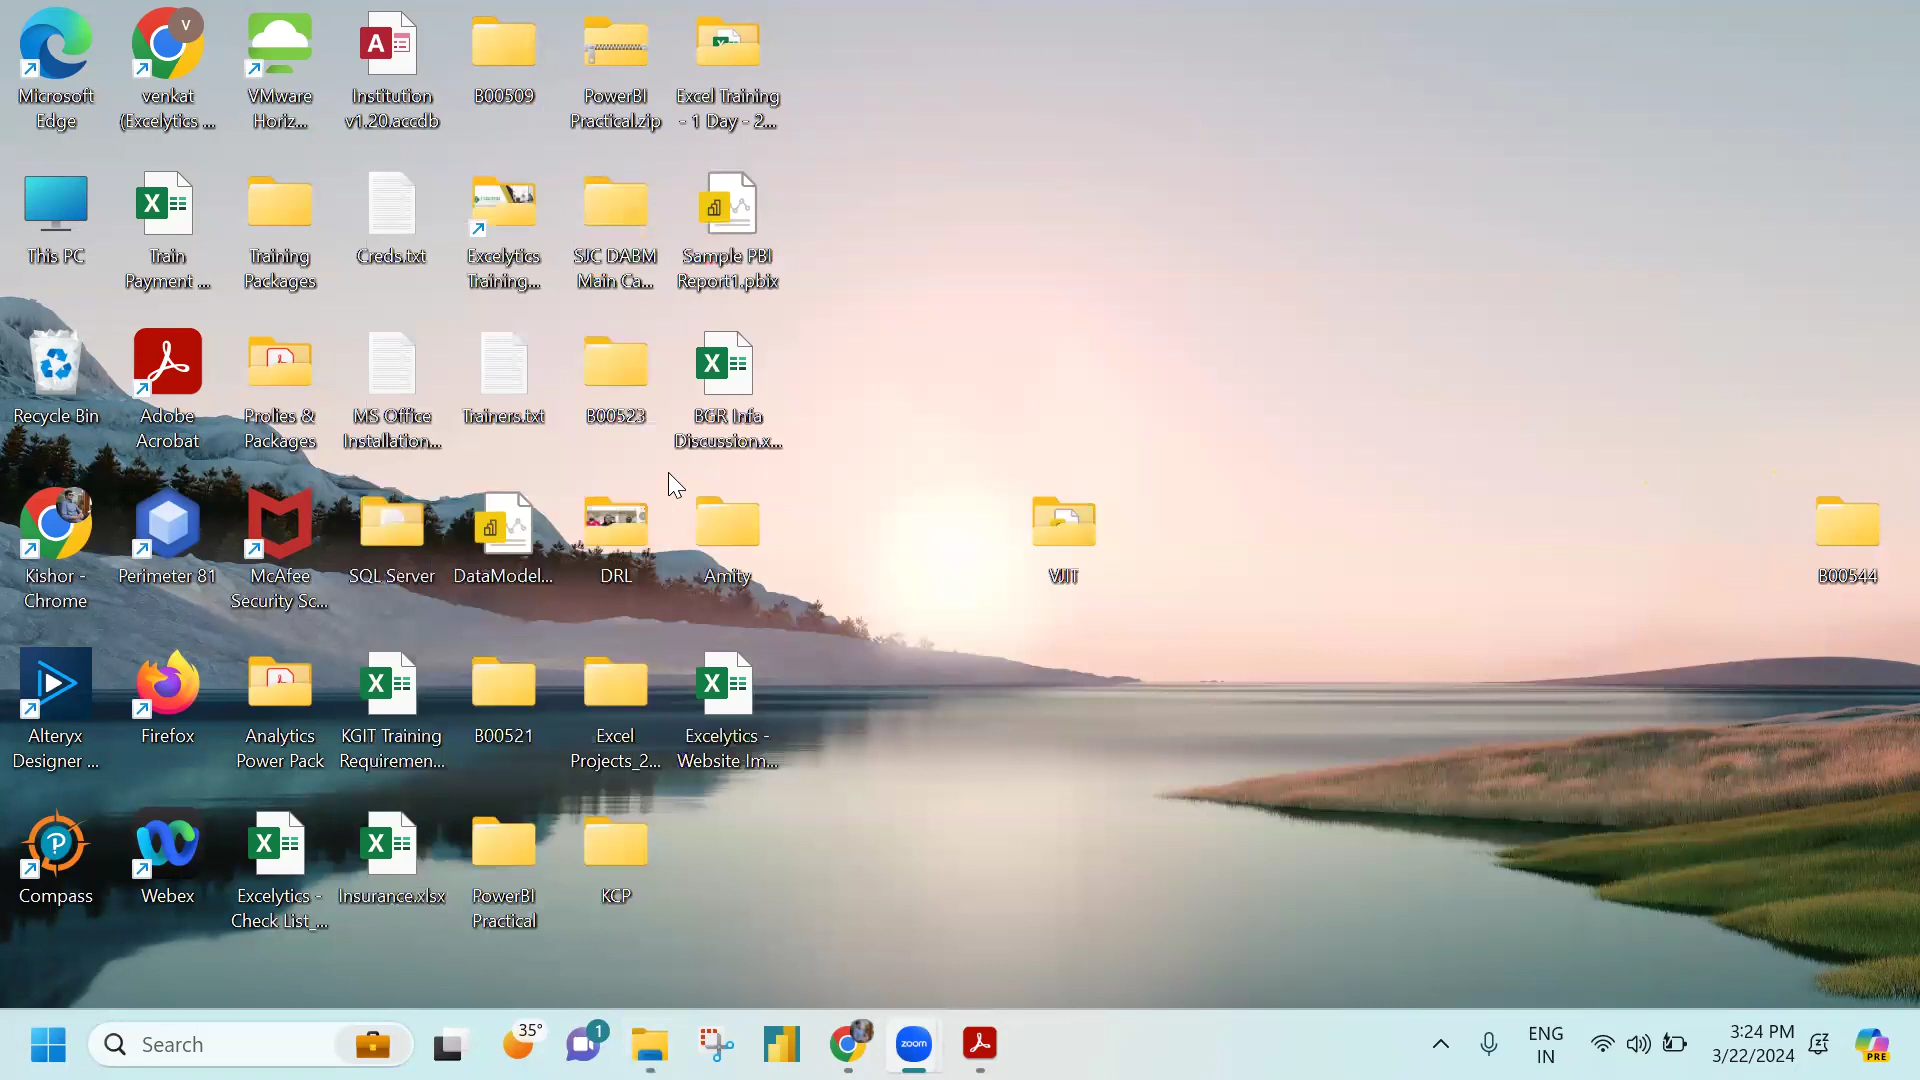 V
Microsoft
Edge
venkat
(Excelytics ...
VMware
Horiz...
A
Institution
v1.20.accdb
B00509
PowerBI
Practical.zip
Excel Training
- 1 Day - 2...
This PC
X
Train
Payment ...
Training
Packages
Creds.txt
Excelytics
Training...
SJC DABM
Main Ca...
Sample PBI
Report1.pbix
Recycle Bin
Adobe
Acrobat
Prolies &
Packages
MS Office
Installation...
Trainers.txt
B00523
X
BGR Infa
Discussion.x...
Kishor -
Chrome
Perimeter 81
McAfee
Security Sc...
SQL Server
DataModel...
DRL
Amity
VJIT
B00544
Alteryx
Designer ...
Firefox
Analytics
Power Pack
X
KGIT Training
Requiremen...
B00521
Excel
Projects_2...
X
Excelytics -
Website Im...
P
Compass
Webex
X
Excelytics -
Check List_...
X
Insurance.xlsx
PowerBI
Practical
KCP
Search
35°
1
zoom
ENG
IN
3:24 PM
3/22/2024
PRE